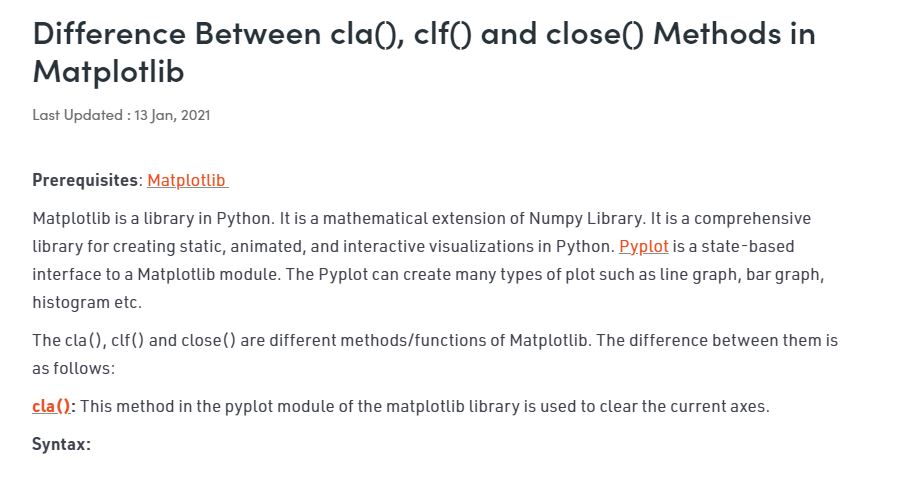 Difference Between cla(), clf() and close() Methods in
Matplotlib
Last Updated : 13 Jan, 2021
Prerequisites: Matplotlib
Matplotlib is a library in Python. It is a mathematical extension of Numpy Library. It is a comprehensive
library for creating static, animated, and interactive visualizations in Python. Pyplot is a state-based
interface to a Matplotlib module. The Pyplot can create many types of plot such as line graph, bar graph,
histogram etc.
The cla(), clf() and close() are different methods/functions of Matplotlib. The difference between them is
as follows:
cla(): This method in the pyplot module of the matplotlib library is used to clear the current axes.
Syntax: